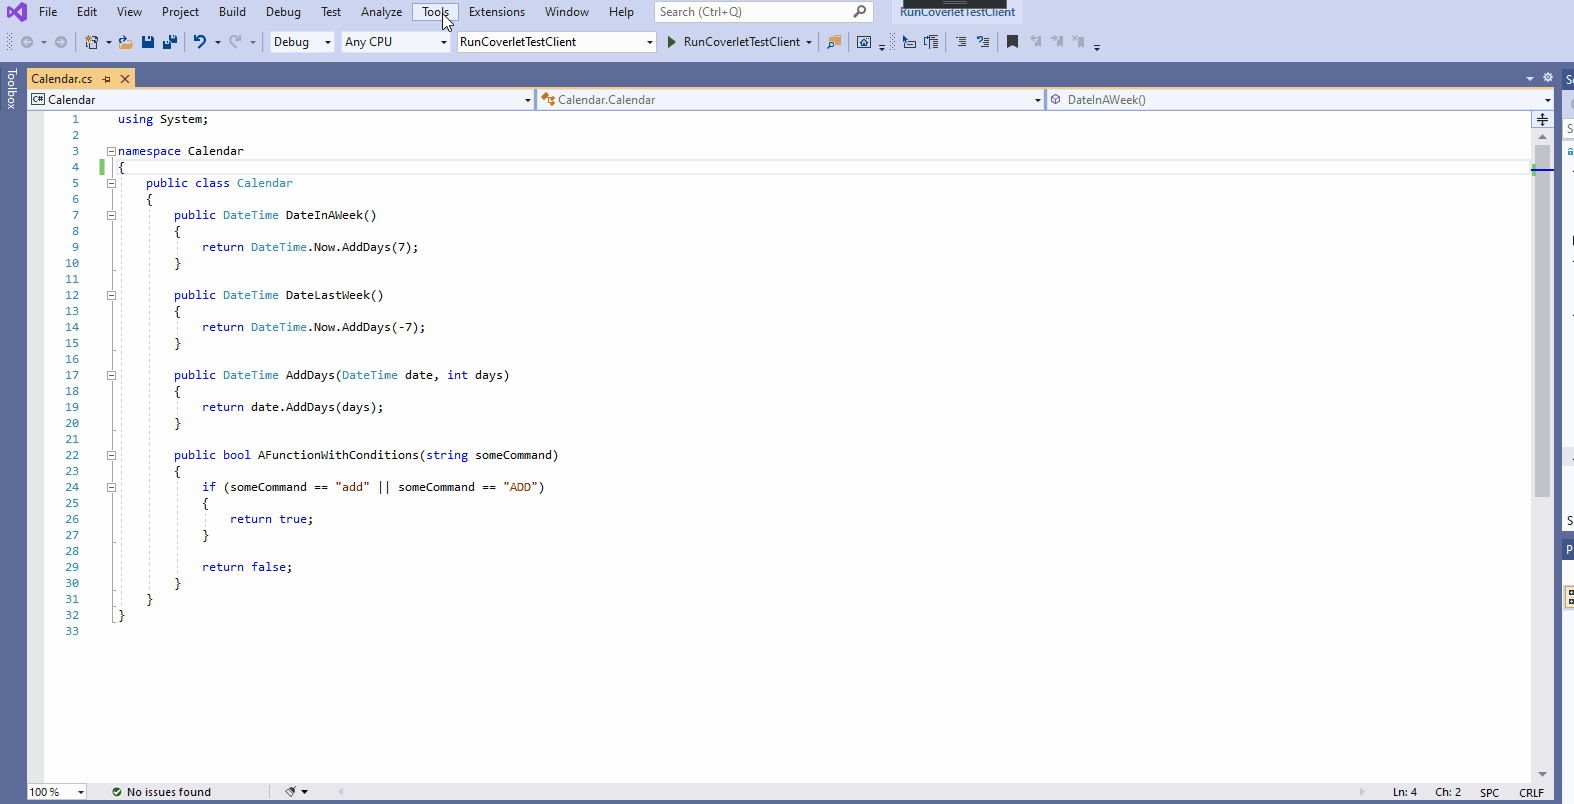 File Edit View Project Build Debug Test Analyze Tools Extensions Window Help Search (Ctrl+Q) RunCoverletTestClient
Debug Any CPU RunCoverletTestClient RunCoverletTestClient
Toolbox
Calendar.cs
C# Calendar Calendar.Calendar DateInAWeek()
1 using System;
2
3 namespace Calendar
4 {
5 public class Calendar
6 {
7 public DateTime DateInAWeek()
8 {
9 return DateTime.Now.AddDays(7);
10 }
11
12 public DateTime DateLastWeek()
13 {
14 return DateTime.Now.AddDays(-7);
15 }
16
17 public DateTime AddDays(DateTime date, int days)
18 {
19 return date.AddDays(days);
20 }
21
22 public bool AFunctionWithConditions(string someCommand)
23 {
24 if (someCommand == "add" || someCommand == "ADD")
25 {
26 return true;
27 }
28
29 return false;
30 }
31 }
32 }
33
100 % No issues found Ln: 4 Ch: 2 SPC CRLF